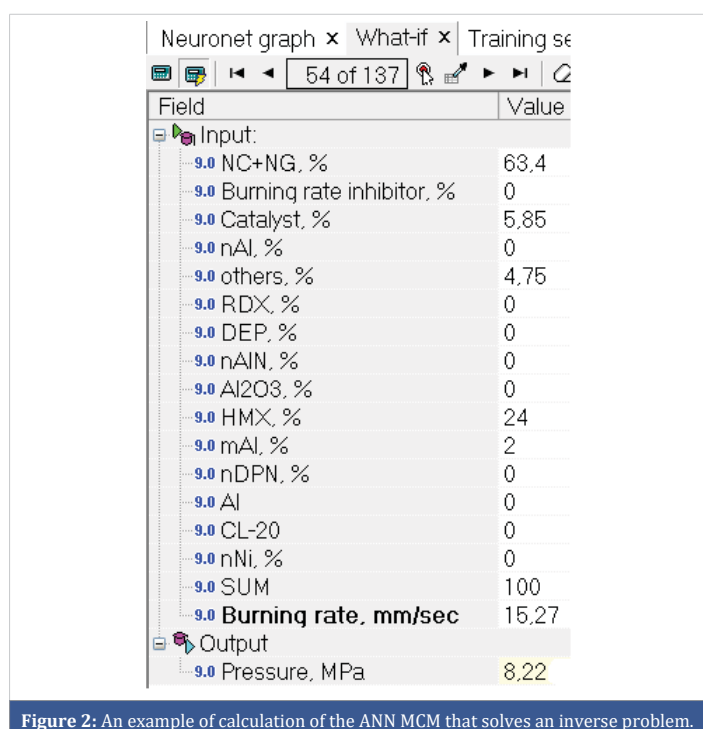 Neuronet graph x What-if x Training se
54 of 137
Field Value
Input:
9.0 NC+NG, % 63,4
9.0 Burning rate inhibitor, % 0
9.0 Catalyst, % 5,85
9.0 nAl, % 0
9.0 others, % 4,75
9.0 RDX, % 0
9.0 DEP, % 0
9.0 nAlN, % 0
9.0 Al2O3, % 0
9.0 HMX, % 24
9.0 mAl, % 2
9.0 nDPN, % 0
9.0 Al 0
9.0 CL-20 0
9.0 nNi, % 0
9.0 SUM 100
9.0 Burning rate, mm/sec 15,27
Output
9.0 Pressure, MPa 8,22
Figure 2: An example of calculation of the ANN MCM that solves an inverse problem.